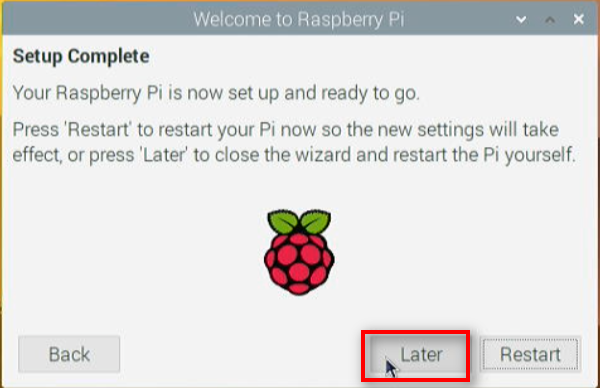 Welcome to Raspberry Pi
Setup Complete
Your Raspberry Pi is now set up and ready to go.
Press 'Restart' to restart your Pi now so the new settings will take
effect, or press 'Later' to close the wizard and restart the Pi yourself.
Back
Later
Restart